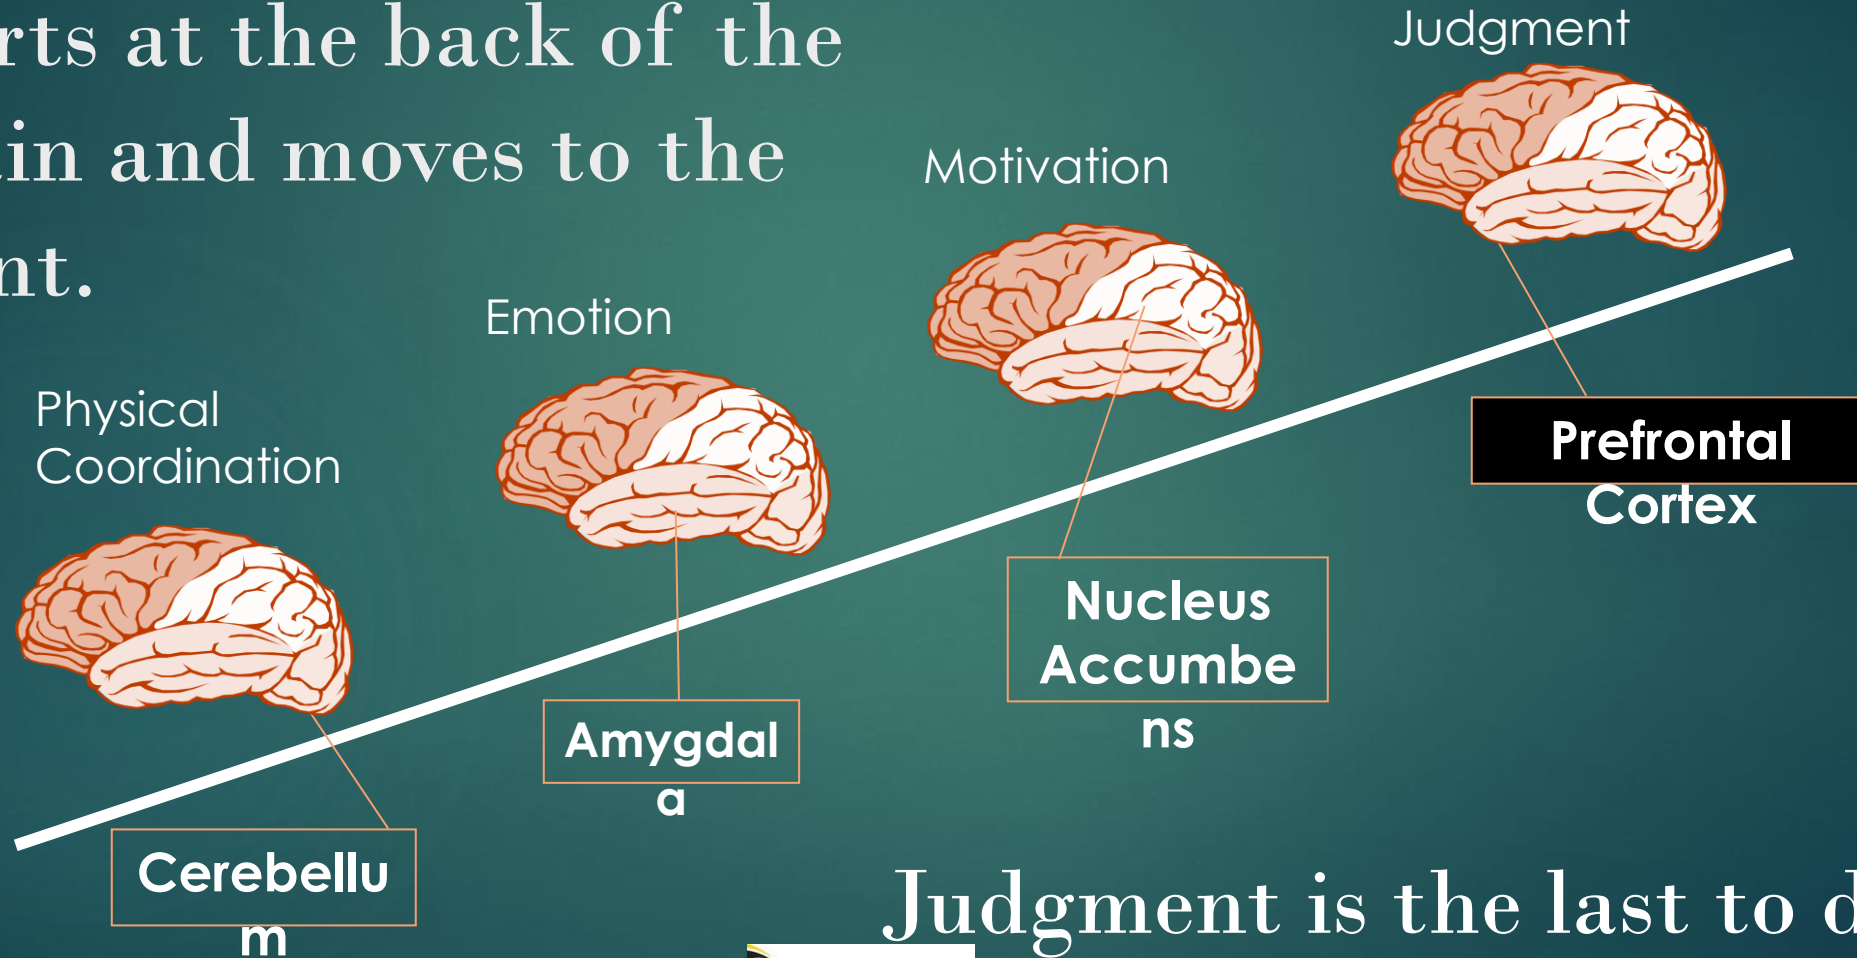 rts at the back of the
in and moves to the
nt.
Judgment
Motivation
Emotion
Physical
Coordination
Prefrontal
Cortex
Nucleus
Accumbe
ns
Amygdal
a
Cerebellu
m
Judgment is the last to d